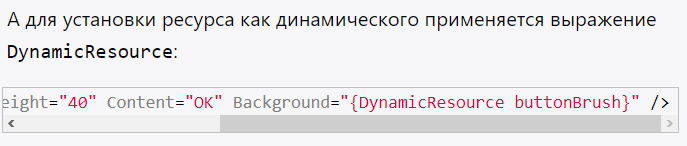 А для установки ресурса как динамического применяется выражение
DynamicResource:
eight="40" Content="OK" Background="{DynamicResource buttonBrush}" />